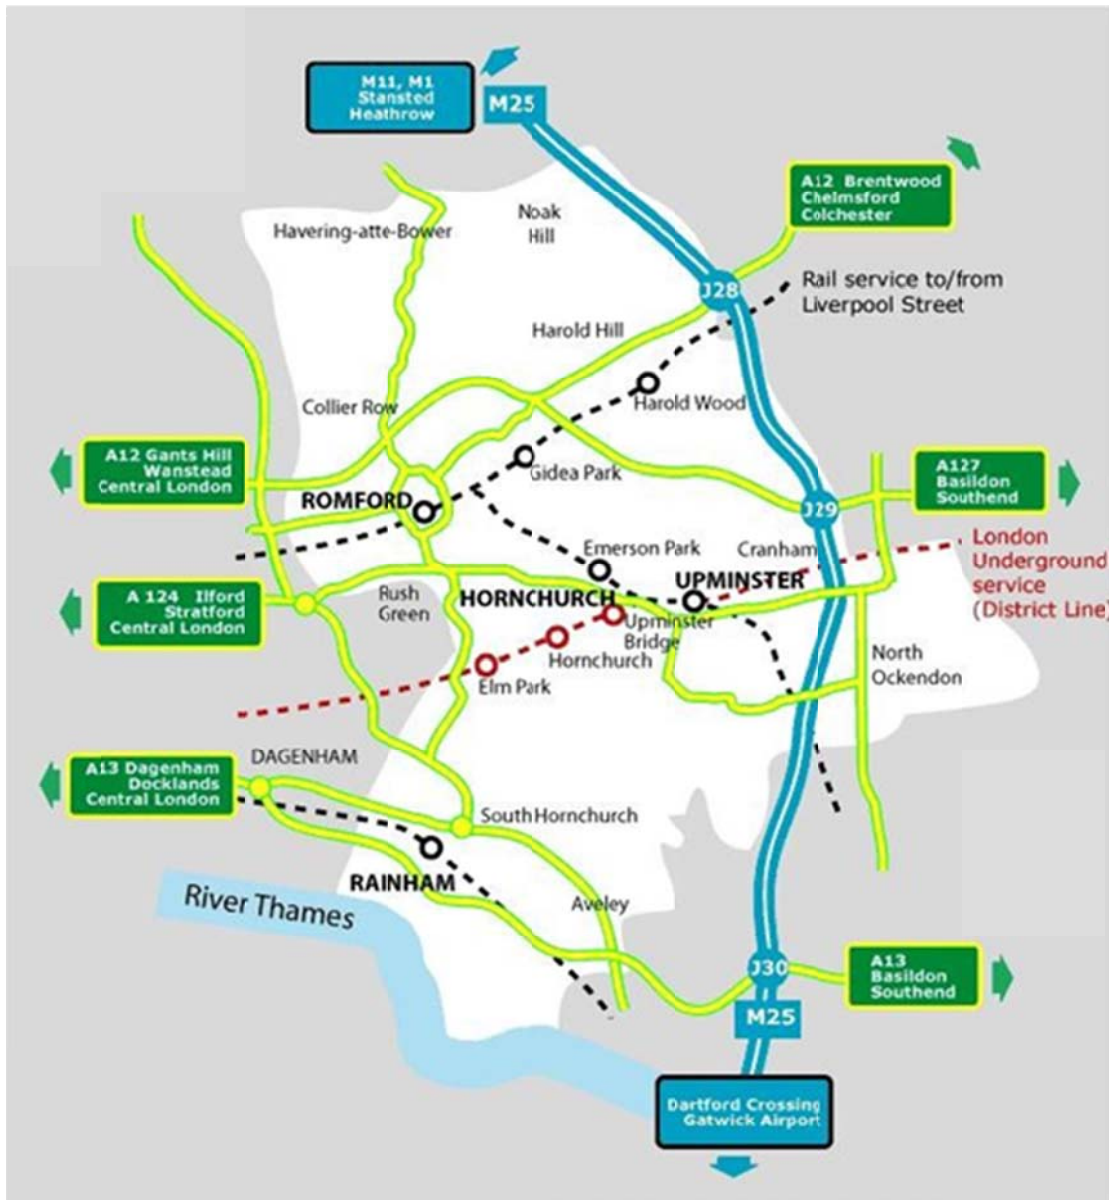 M11, M1
Stansted
Heathrow
M25
A12 Brentwood
Chelmsford
Colchester
Noak
Hill
Havering-atte-Bower
Rail service to/from
Liverpool Street
J28
Harold Hill
Harold Wood
Collier Row
A12 Gants Hill
Wanstead
Central London
Gidea Park
A127
Basildon
Southend
ROMFORD
J29
London
Underground
service
(District Line)
Emerson Park
Cranham
UPMINSTER
A 124 Ilford
Stratford
Central London
Rush
Green
HORNCHURCH
Upminster
Bridge
Hornchurch
North
Ockendon
Elm Park
DAGENHAM
A13 Dagenham
Docklands
Central London
South Hornchurch
RAINHAM
River Thames
Aveley
J30
A13
Basildon
Southend
M25
Dartford Crossing
Gatwick Airport